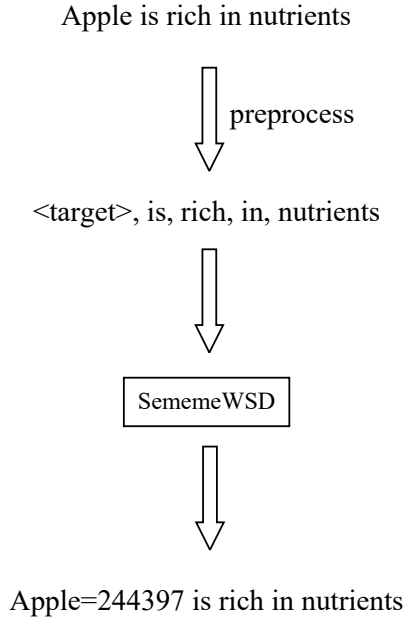 Apple is rich in nutrients
preprocess
<target>, is, rich, in, nutrients
SememeWSD
Apple=244397 is rich in nutrients